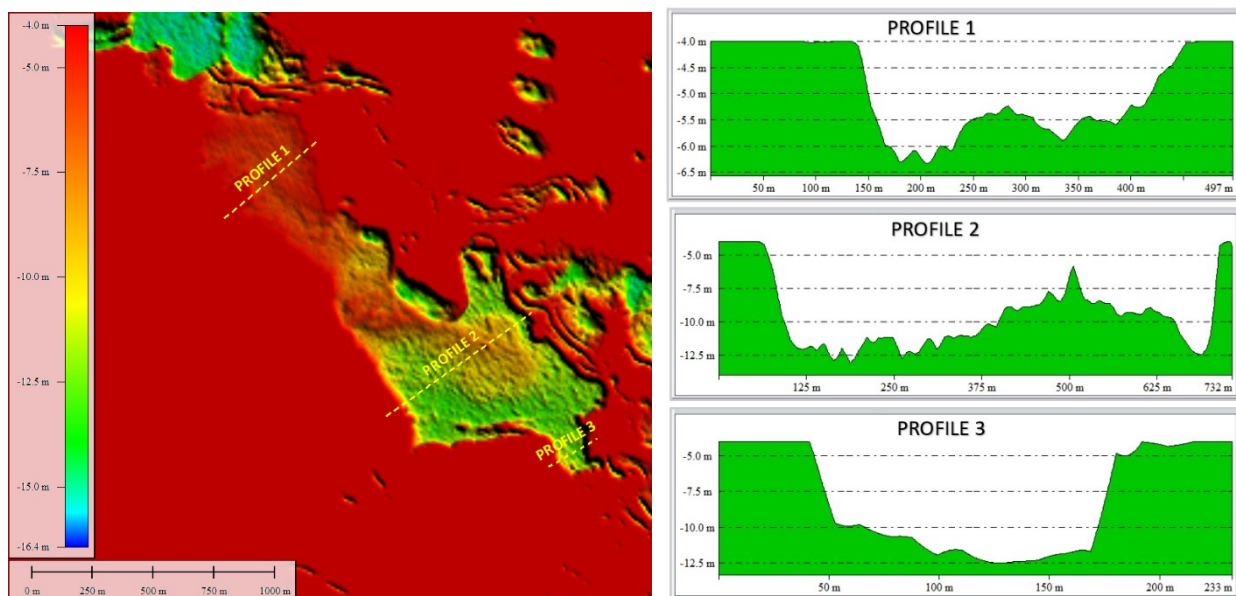 -4.0 m
-5.0 m
-7.5 m
-10.0 m
-12.5 m
-15.0 m
-16.4 m
PROFILE 1
PROFILE 2
PROFILE 3
0 m 250 m 500 m 750 m 1000 m
PROFILE 1
-4.0 m
-4.5 m
-5.0 m
-5.5 m
-6.0 m
-6.5 m
50 m 100 m 150 m 200 m 250 m 300 m 350 m 400 m 497 m
PROFILE 2
-5.0 m
-7.5 m
-10.0 m
-12.5 m
125 m 250 m 375 m 500 m 625 m 732 m
PROFILE 3
-5.0 m
-7.5 m
-10.0 m
-12.5 m
50 m 100 m 150 m 200 m 233 m